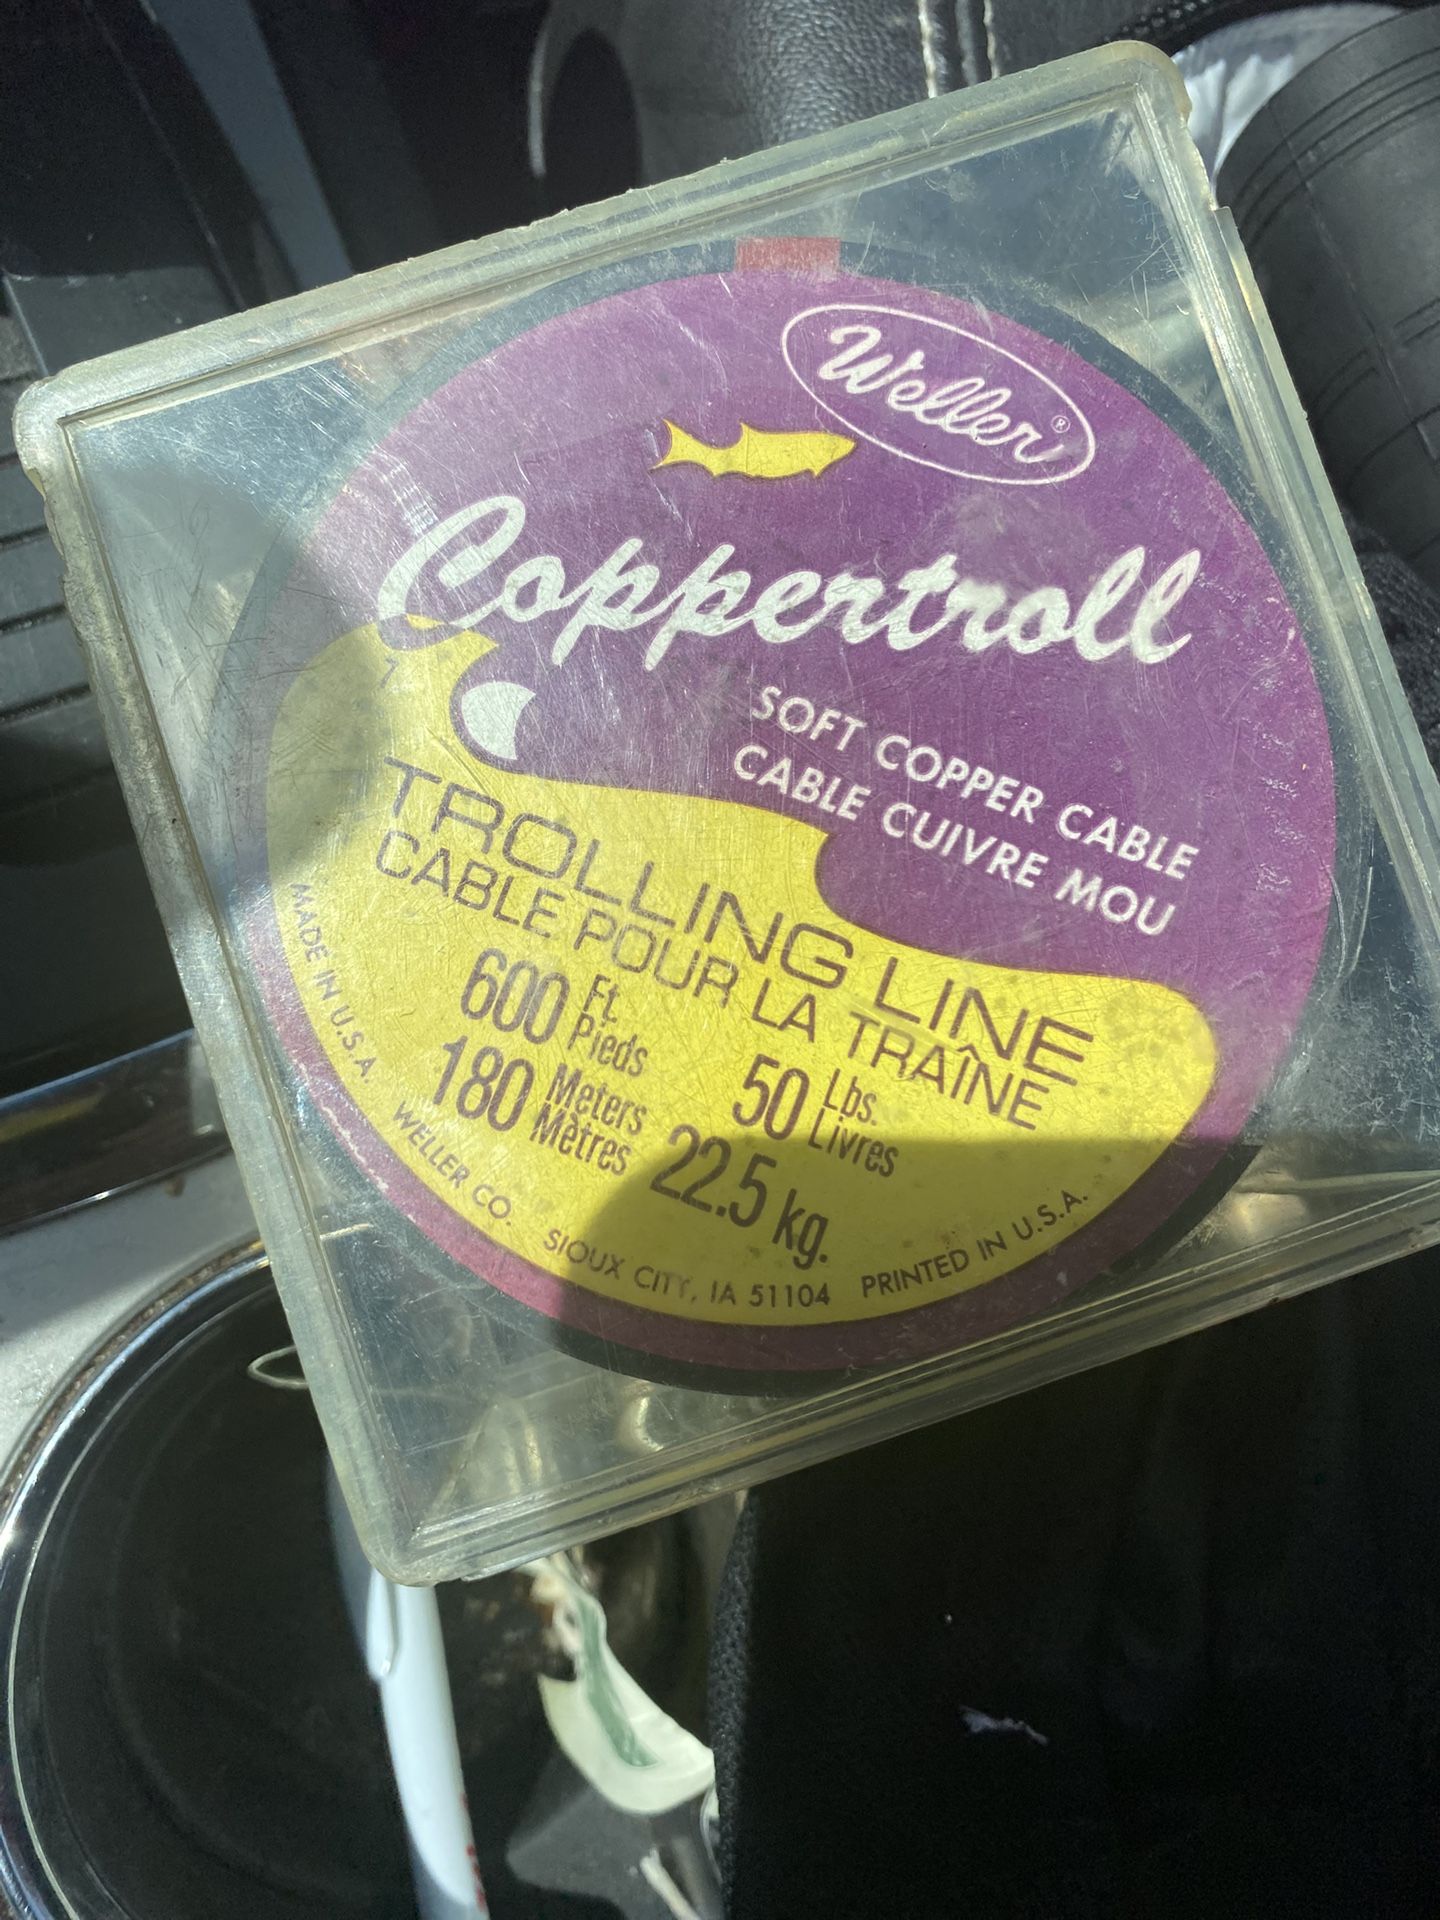 Weller®
Coppertroll
SOFT COPPER CABLE
CABLE CUIVRE MOU
TROLLING LINE
CABLE POUR LA TRAÎNE
600 Ft. Pieds
50 Lbs. Livres
180 Meters Mètres
22.5 kg.
MADE IN U.S.A. WELLER CO. SIOUX CITY, IA 51104 PRINTED IN U.S.A.